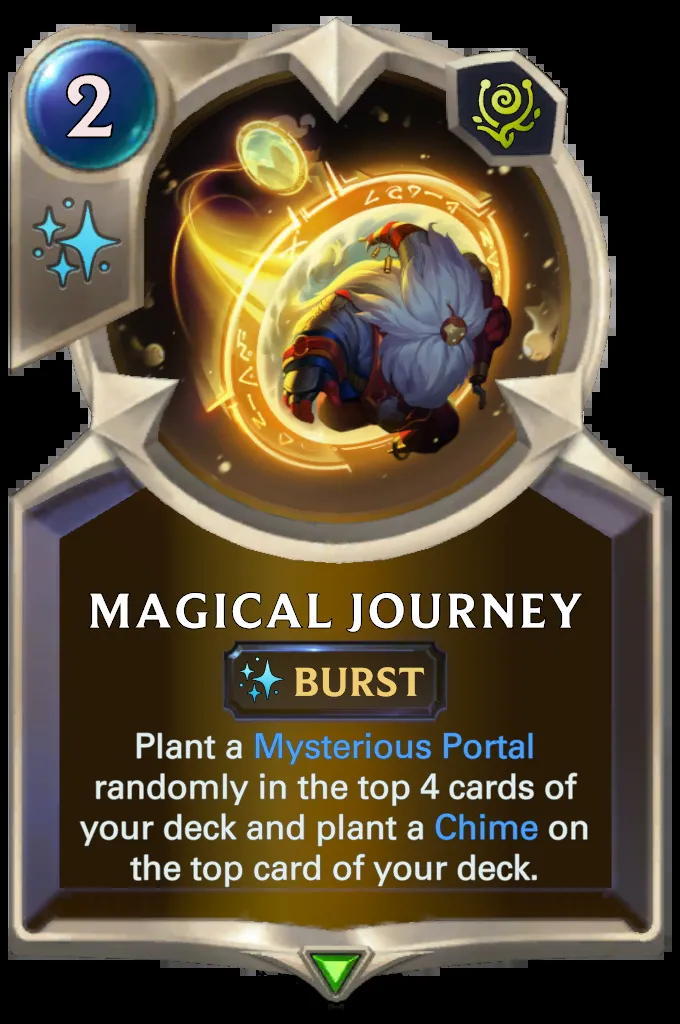 2
MAGICAL JOURNEY
BURST
Plant a Mysterious Portal
randomly in the top 4 cards of
your deck and plant a Chime on
the top card of your deck.